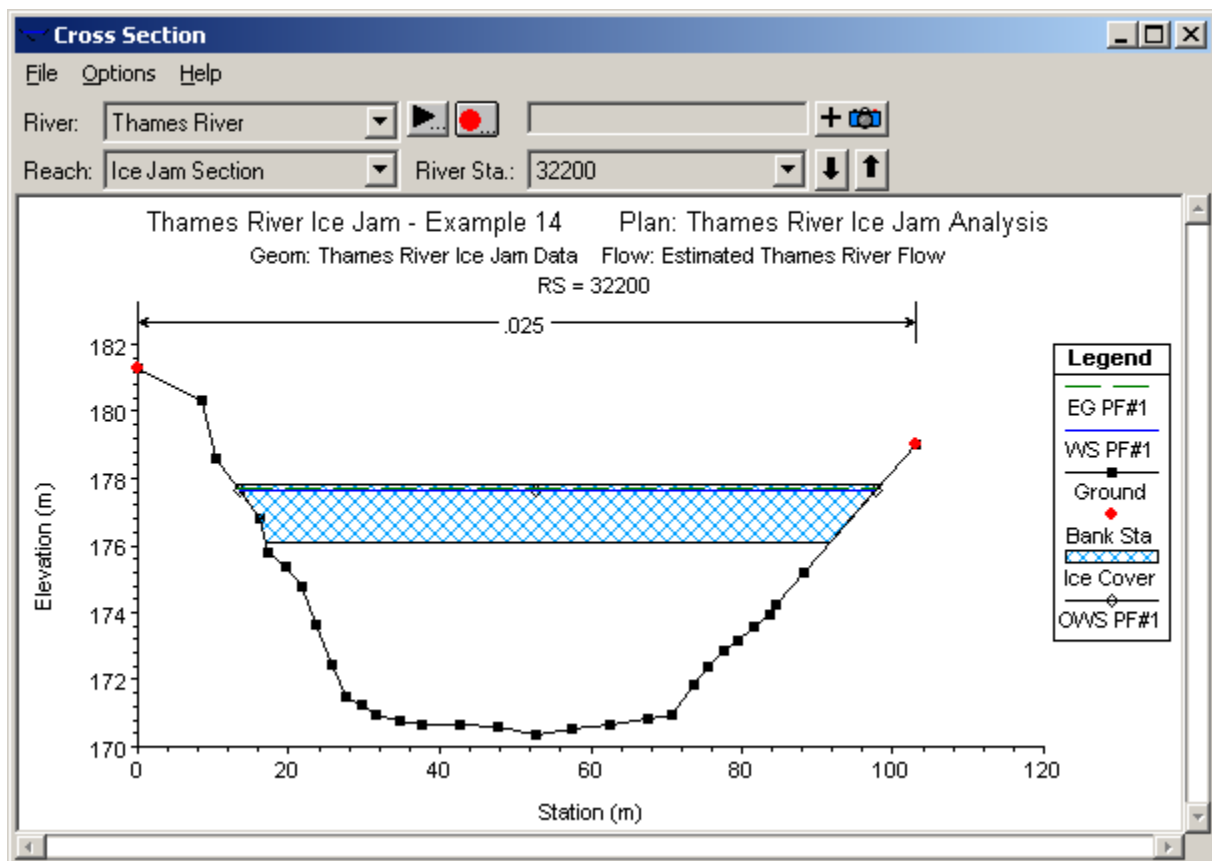 Cross Section
File Options Help
River: Thames River
Reach: Ice Jam Section River Sta.: 32200
Thames River Ice Jam - Example 14 Plan: Thames River Ice Jam Analysis
Geom: Thames River Ice Jam Data Flow: Estimated Thames River Flow
RS = 32200
.025
182
180
178
176
174
172
170
Elevation (m)
0 20 40 60 80 100 120
Station (m)
Legend
EG PF#1
WS PF#1
Ground
Bank Sta
Ice Cover
OWS PF#1